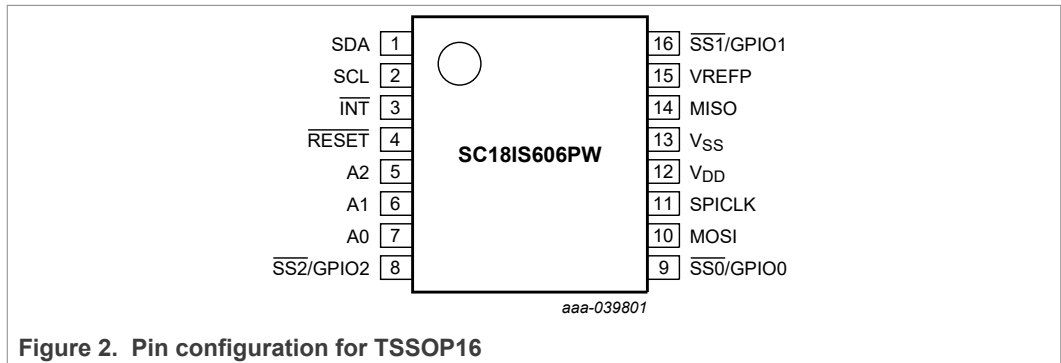 SDA 1
SCL 2
INT 3
RESET 4
A2 5
A1 6
A0 7
SS2/GPIO2 8
SC18IS606PW
16 SS1/GPIO1
15 VREFP
14 MISO
13 VSS
12 VDD
11 SPICLK
10 MOSI
9 SS0/GPIO0
aaa-039801
Figure 2. Pin configuration for TSSOP16